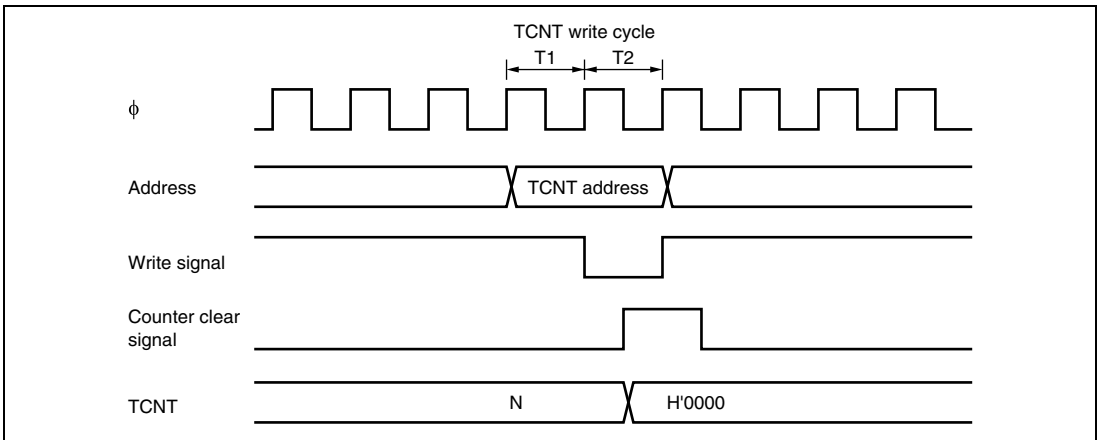 TCNT write cycle
T1 T2
ϕ
Address TCNT address
Write signal
Counter clear
signal
TCNT N H'0000